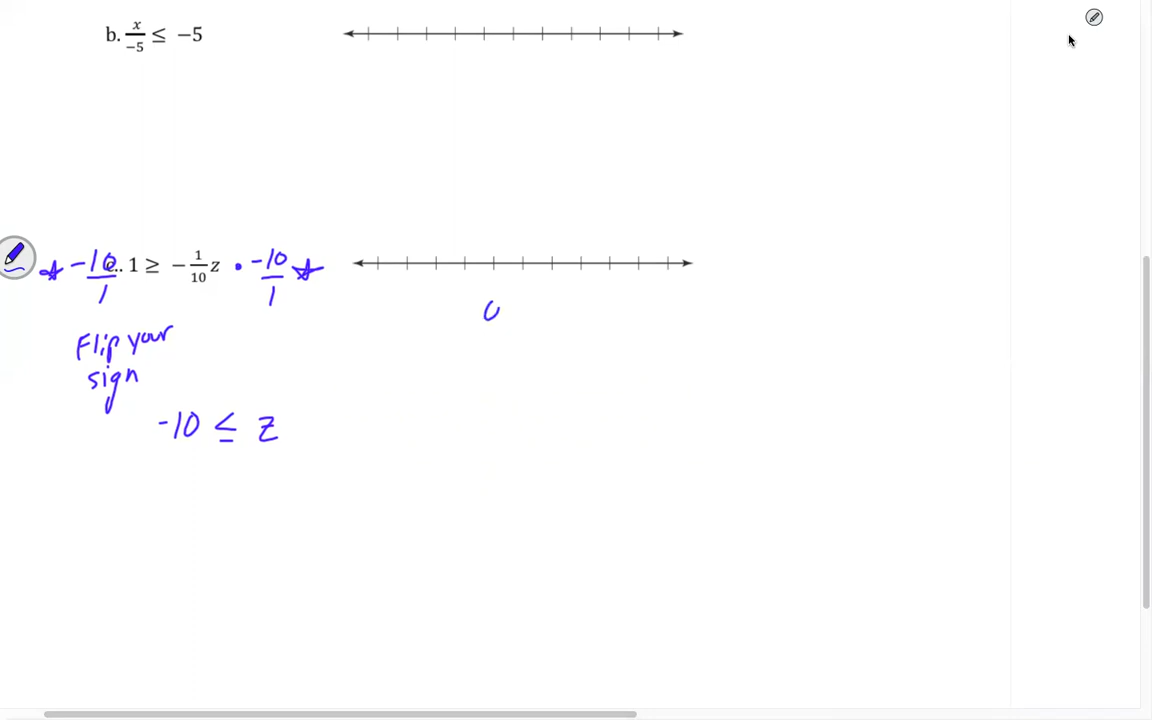 b. x/-5 ≤ -5
* -10/1 c. 1 ≥ -1/10 z • -10/1 *
0
Flip your
sign
-10 ≤ z